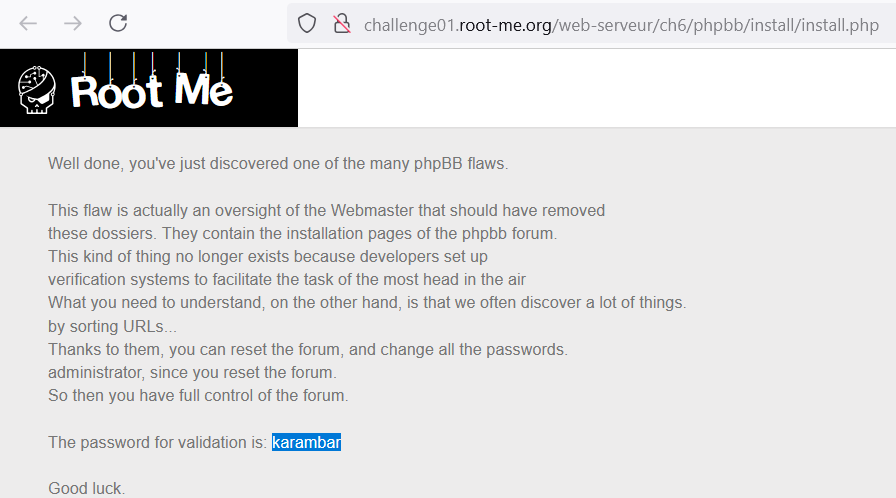 challenge01.root-me.org/web-serveur/ch6/phpbb/install/install.php
Root Me
Well done, you've just discovered one of the many phpBB flaws.
This flaw is actually an oversight of the Webmaster that should have removed
these dossiers. They contain the installation pages of the phpbb forum.
This kind of thing no longer exists because developers set up
verification systems to facilitate the task of the most head in the air
What you need to understand, on the other hand, is that we often discover a lot of things.
by sorting URLs...
Thanks to them, you can reset the forum, and change all the passwords.
administrator, since you reset the forum.
So then you have full control of the forum.
The password for validation is: karambar
Good luck.